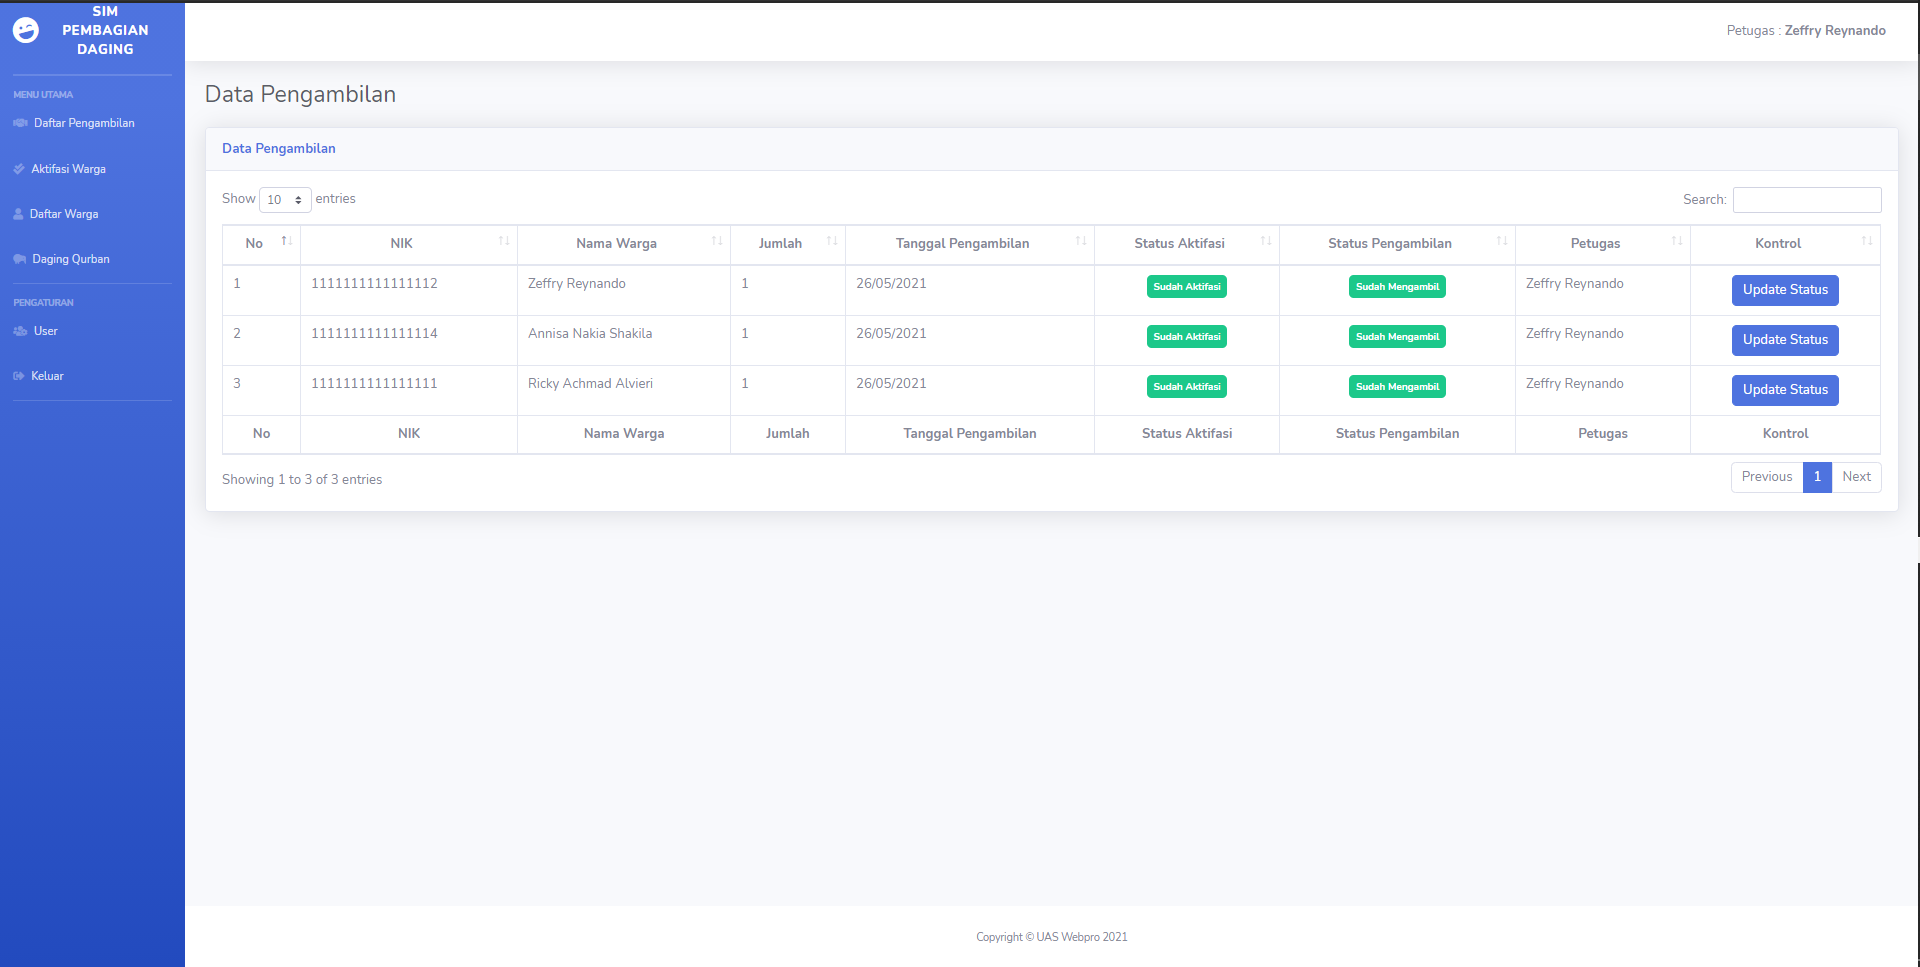 SIM
PEMBAGIAN
DAGING
Petugas : Zeffry Reynando
MENU UTAMA
Daftar Pengambilan
Aktifasi Warga
Daftar Warga
Daging Qurban
PENGATURAN
User
Keluar
Data Pengambilan
Data Pengambilan
Show 10 entries
Search:
No NIK Nama Warga Jumlah Tanggal Pengambilan Status Aktifasi Status Pengambilan Petugas Kontrol
1 1111111111111112 Zeffry Reynando 1 26/05/2021 Sudah Aktifasi Sudah Mengambil Zeffry Reynando Update Status
2 1111111111111114 Annisa Nakia Shakila 1 26/05/2021 Sudah Aktifasi Sudah Mengambil Zeffry Reynando Update Status
3 1111111111111111 Ricky Achmad Alvieri 1 26/05/2021 Sudah Aktifasi Sudah Mengambil Zeffry Reynando Update Status
No NIK Nama Warga Jumlah Tanggal Pengambilan Status Aktifasi Status Pengambilan Petugas Kontrol
Showing 1 to 3 of 3 entries
Previous 1 Next
Copyright © UAS Webpro 2021